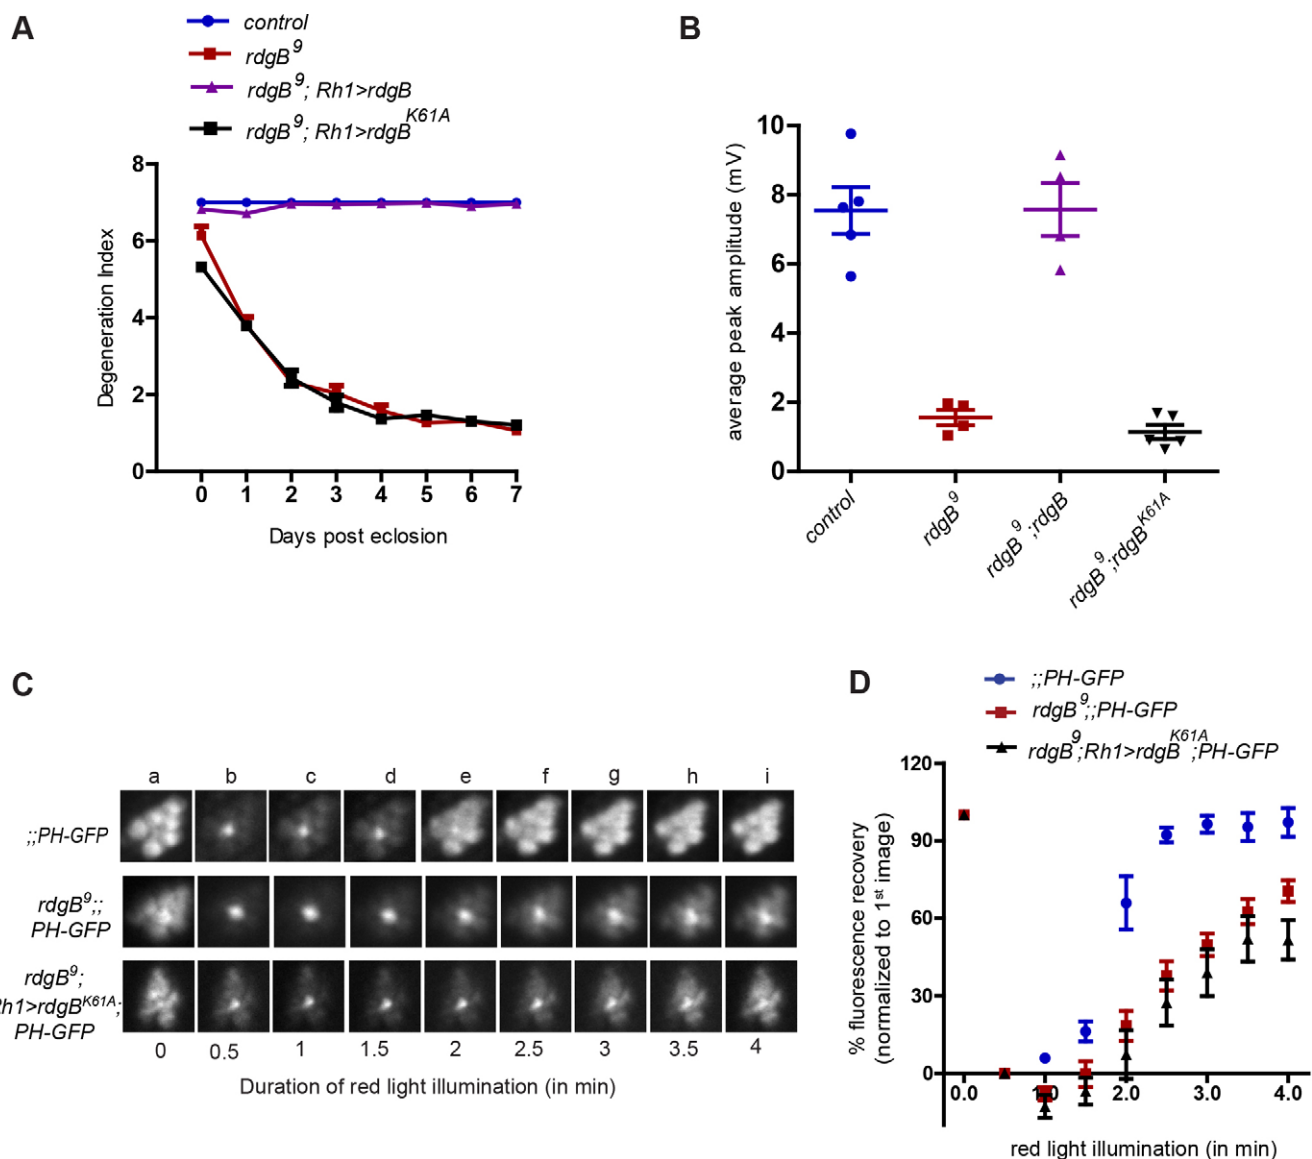 A
control
rdgB9
rdgB9; Rh1>rdgB
rdgB9; Rh1>rdgBK61A
8
6
4
2
0
Degeneration Index
0 1 2 3 4 5 6 7
Days post eclosion
B
10
8
6
4
2
0
average peak amplitude (mV)
control
rdgB9
rdgB9;rdgB
rdgB9;rdgBK61A
C
a b c d e f g h i
;;PH-GFP
rdgB9;;
PH-GFP
rdgB9;
Rh1>rdgBK61A;
PH-GFP
0 0.5 1 1.5 2 2.5 3 3.5 4
Duration of red light illumination (in min)
D
;;PH-GFP
rdgB9;;PH-GFP
rdgB9;Rh1>rdgBK61A;PH-GFP
120
90
60
30
0
% fluorescence recovery
(normalized to 1st image)
0.0 1.0 2.0 3.0 4.0
red light illumination (in min)